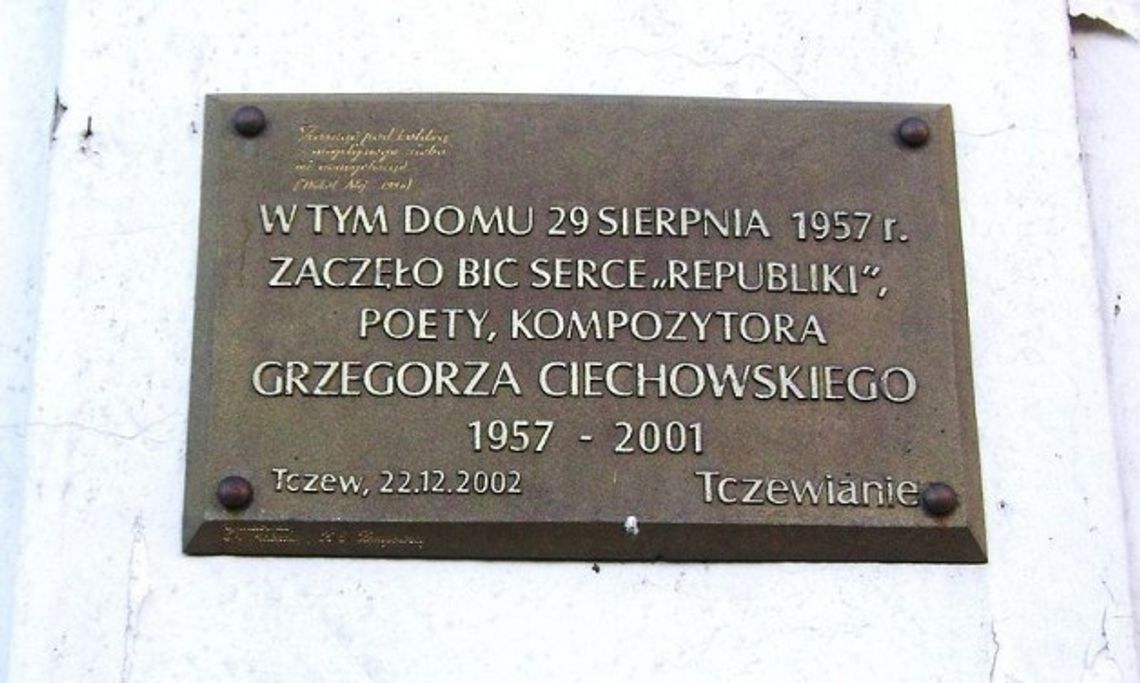 W TYM DOMU 29 SIERPNIA 1957 r.
ZACZĘŁO BIC SERCE „REPUBLIKI”,
POETY, KOMPOZYTORA
GRZEGORZA CIECHOWSKIEGO
1957 - 2001
Tczew, 22.12.2002
Tczewianie